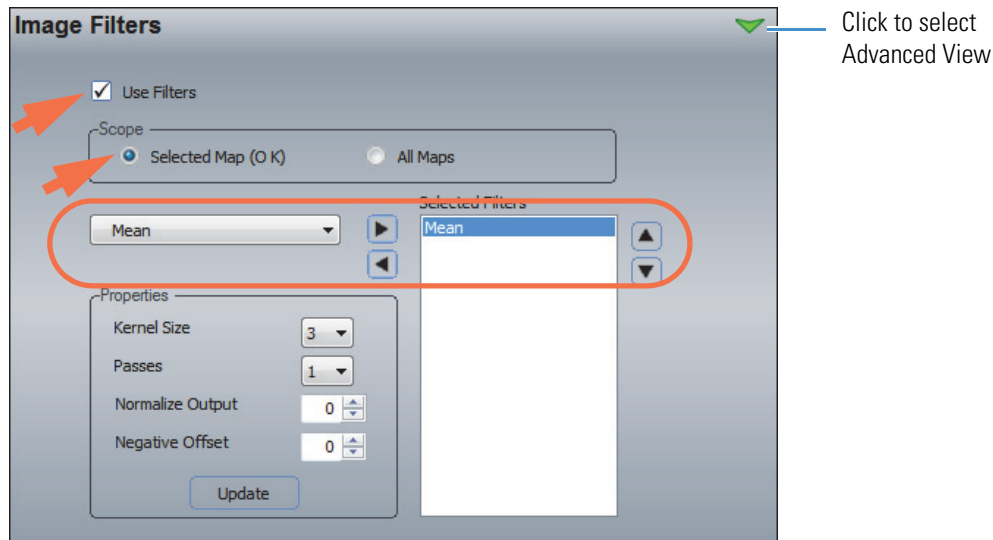 Image Filters
Click to select
Advanced View
Use Filters
Scope
Selected Map (O K)
All Maps
Selected Filters
Mean
Mean
Properties
Kernel Size
3
Passes
1
Normalize Output
0
Negative Offset
0
Update